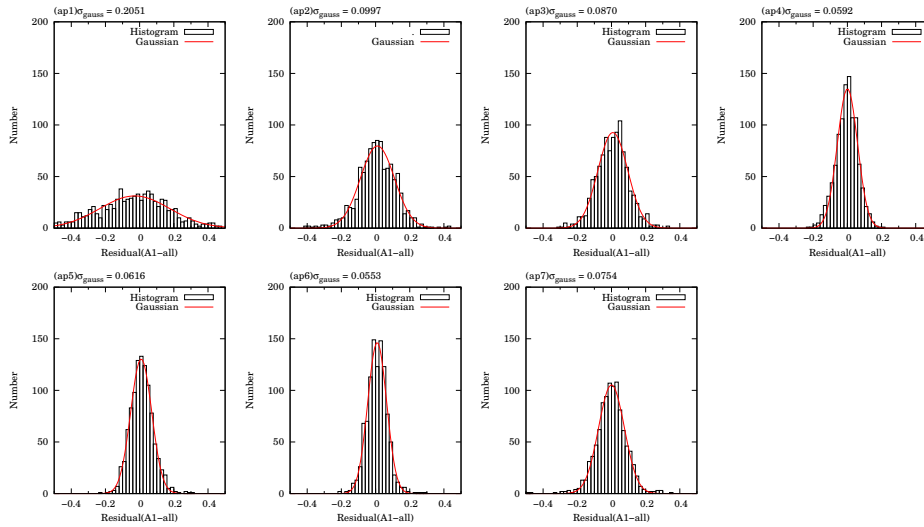 (ap1)σgauss = 0.2051
Histogram
Gaussian
Number
200
150
100
50
0
−0.4 −0.2 0 0.2 0.4
Residual(A1−all)
(ap2)σgauss = 0.0997
.
Gaussian
Number
200
150
100
50
0
−0.4 −0.2 0 0.2 0.4
Residual(A1−all)
(ap3)σgauss = 0.0870
Histogram
Gaussian
Number
200
150
100
50
0
−0.4 −0.2 0 0.2 0.4
Residual(A1−all)
(ap4)σgauss = 0.0592
Histogram
Gaussian
Number
200
150
100
50
0
−0.4 −0.2 0 0.2 0.4
Residual(A1−all)
(ap5)σgauss = 0.0616
Histogram
Gaussian
Number
200
150
100
50
0
−0.4 −0.2 0 0.2 0.4
Residual(A1−all)
(ap6)σgauss = 0.0553
Histogram
Gaussian
Number
200
150
100
50
0
−0.4 −0.2 0 0.2 0.4
Residual(A1−all)
(ap7)σgauss = 0.0754
Histogram
Gaussian
Number
200
150
100
50
0
−0.4 −0.2 0 0.2 0.4
Residual(A1−all)